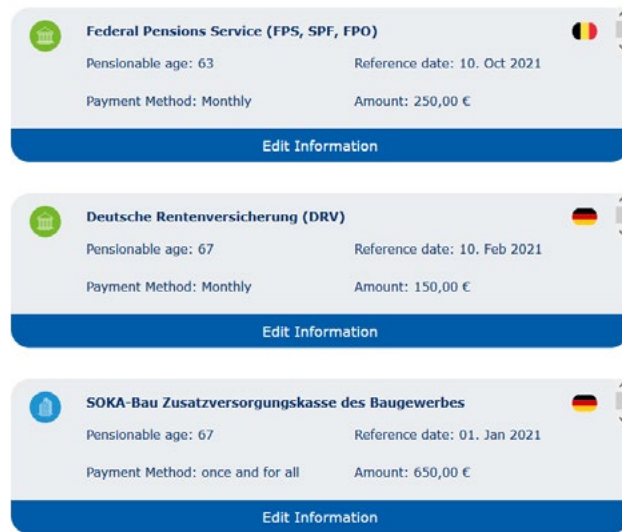 Federal Pensions Service (FPS, SPF, FPO)
Pensionable age: 63 Reference date: 10. Oct 2021
Payment Method: Monthly Amount: 250,00 €
Edit Information
Deutsche Rentenversicherung (DRV)
Pensionable age: 67 Reference date: 10. Feb 2021
Payment Method: Monthly Amount: 150,00 €
Edit Information
SOKA-Bau Zusatzversorgungskasse des Baugewerbes
Pensionable age: 67 Reference date: 01. Jan 2021
Payment Method: once and for all Amount: 650,00 €
Edit Information